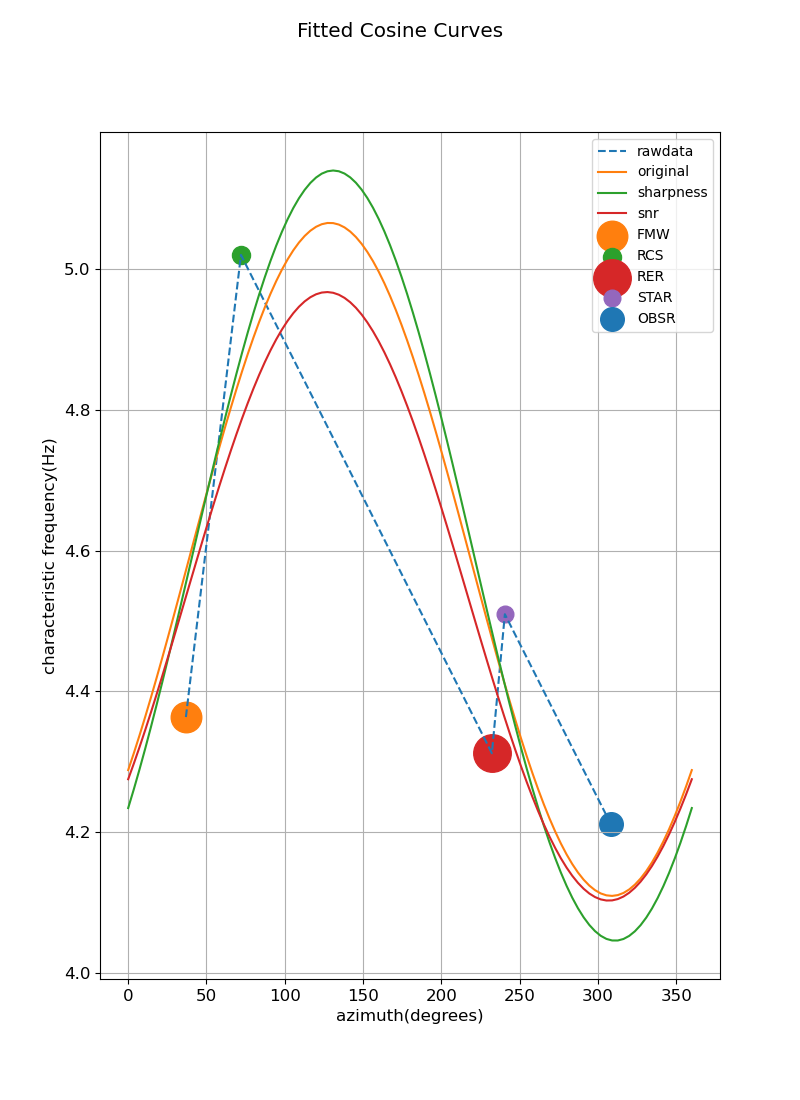 Fitted Cosine Curves
rawdata
original
sharpness
snr
FMW
RCS
RER
STAR
OBSR
characteristic frequency(Hz)
5.0
4.8
4.6
4.4
4.2
4.0
0 50 100 150 200 250 300 350
azimuth(degrees)